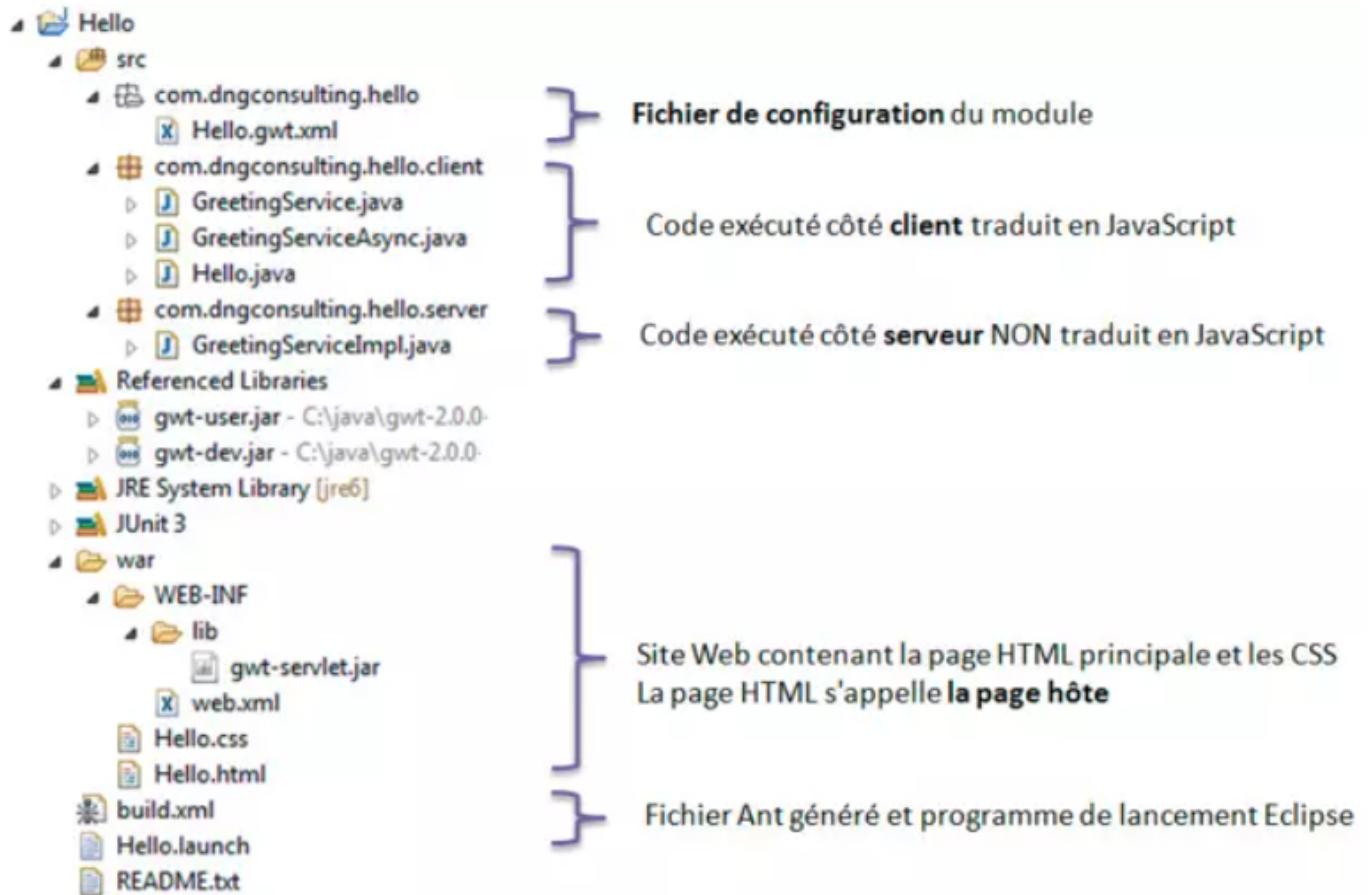 Hello
src
com.dngconsulting.hello
Hello.gwt.xml
Fichier de configuration du module
com.dngconsulting.hello.client
GreetingService.java
GreetingServiceAsync.java
Hello.java
Code exécuté côté client traduit en JavaScript
com.dngconsulting.hello.server
GreetingServiceImpl.java
Code exécuté côté serveur NON traduit en JavaScript
Referenced Libraries
gwt-user.jar - C:\java\gwt-2.0.0-
gwt-dev.jar - C:\java\gwt-2.0.0-
JRE System Library [jre6]
JUnit 3
war
WEB-INF
lib
gwt-servlet.jar
web.xml
Hello.css
Hello.html
Site Web contenant la page HTML principale et les CSS
La page HTML s'appelle la page hôte
build.xml
Hello.launch
Fichier Ant généré et programme de lancement Eclipse
README.txt